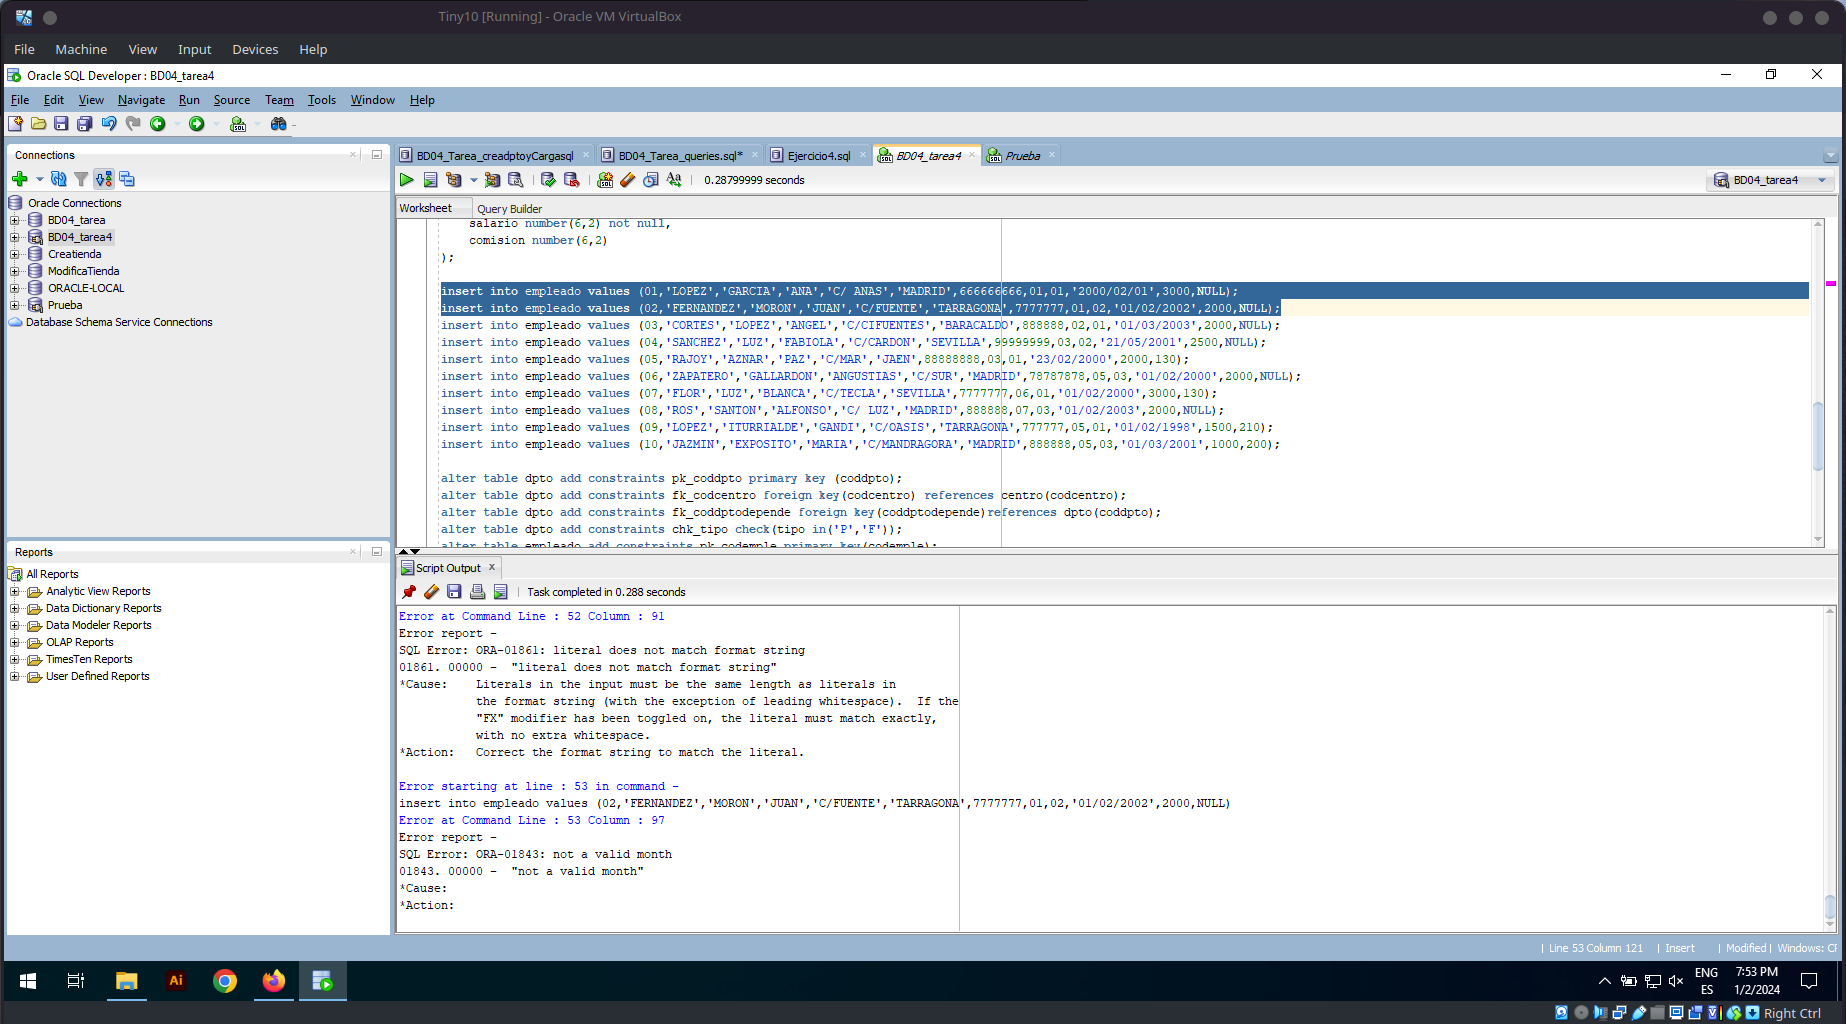 Tiny10 [Running] - Oracle VM VirtualBox
File Machine View Input Devices Help
Oracle SQL Developer : BD04_tarea4
File Edit View Navigate Run Source Team Tools Window Help
Connections
Oracle Connections
BD04_tarea
BD04_tarea4
Creatienda
ModificaTienda
ORACLE-LOCAL
Prueba
Database Schema Service Connections
Reports
All Reports
Analytic View Reports
Data Dictionary Reports
Data Modeler Reports
OLAP Reports
TimesTen Reports
User Defined Reports
BD04_Tarea_creadptoyCargasql
BD04_Tarea_queries.sql*
Ejercicio4.sql
BD04_tarea4
Prueba
0.28799999 seconds
BD04_tarea4
Worksheet Query Builder
salario number(6,2) not null,
comision number(6,2)
);
insert into empleado values (01,'LOPEZ','GARCIA','ANA','C/ ANAS','MADRID',666666666,01,01,'2000/02/01',3000,NULL);
insert into empleado values (02,'FERNANDEZ','MORON','JUAN','C/FUENTE','TARRAGONA',7777777,01,02,'01/02/2002',2000,NULL);
insert into empleado values (03,'CORTES','LOPEZ','ANGEL','C/CIFUENTES','BARACALDO',888888,02,01,'01/03/2003',2000,NULL);
insert into empleado values (04,'SANCHEZ','LUZ','FABIOLA','C/CARDON','SEVILLA',99999999,03,02,'21/05/2001',2500,NULL);
insert into empleado values (05,'RAJOY','AZNAR','PAZ','C/MAR','JAEN',88888888,03,01,'23/02/2000',2000,130);
insert into empleado values (06,'ZAPATERO','GALLARDON','ANGUSTIAS','C/SUR','MADRID',78787878,05,03,'01/02/2000',2000,NULL);
insert into empleado values (07,'FLOR','LUZ','BLANCA','C/TECLA','SEVILLA',7777777,06,01,'01/02/2000',3000,130);
insert into empleado values (08,'ROS','SANTON','ALFONSO','C/ LUZ','MADRID',888888,07,03,'01/02/2003',2000,NULL);
insert into empleado values (09,'LOPEZ','ITURRIALDE','GANDI','C/OASIS','TARRAGONA',777777,05,01,'01/02/1998',1500,210);
insert into empleado values (10,'JAZMIN','EXPOSITO','MARIA','C/MANDRAGORA','MADRID',888888,05,03,'01/03/2001',1000,200);
alter table dpto add constraints pk_coddpto primary key (coddpto);
alter table dpto add constraints fk_codcentro foreign key(codcentro) references centro(codcentro);
alter table dpto add constraints fk_coddptodepende foreign key(coddptodepende)references dpto(coddpto);
alter table dpto add constraints chk_tipo check(tipo in('P','F'));
alter table empleado add constraints pk_codemple primary key(codemple);
Script Output
Task completed in 0.288 seconds
Error at Command Line : 52 Column : 91
Error report -
SQL Error: ORA-01861: literal does not match format string
01861. 00000 -  "literal does not match format string"
*Cause:    Literals in the input must be the same length as literals in
the format string (with the exception of leading whitespace).  If the
"FX" modifier has been toggled on, the literal must match exactly,
with no extra whitespace.
*Action:   Correct the format string to match the literal.
Error starting at line : 53 in command -
insert into empleado values (02,'FERNANDEZ','MORON','JUAN','C/FUENTE','TARRAGONA',7777777,01,02,'01/02/2002',2000,NULL)
Error at Command Line : 53 Column : 97
Error report -
SQL Error: ORA-01843: not a valid month
01843. 00000 -  "not a valid month"
*Cause:
*Action:
Line 53 Column 121 | Insert | Modified | Windows: C
Ai
ENG
ES
7:53 PM
1/2/2024
Right Ctrl